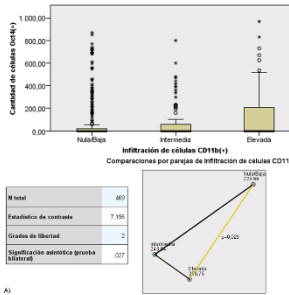 1.000,00
800,00
600,00
400,00
200,00
0,00
Cantidad de células Oct4(+)
Nula/Baja
Intermedia
Elevada
Infiltración de células CD11b(+)
Comparaciones por parejas de Infiltración de células CD11
N total 469
Estadístico de contraste
Grados de libertad 2
Significación asintótica (prueba bilateral) ,027
Nula/Baja
Intermedia
Elevada
p=0,029
A)